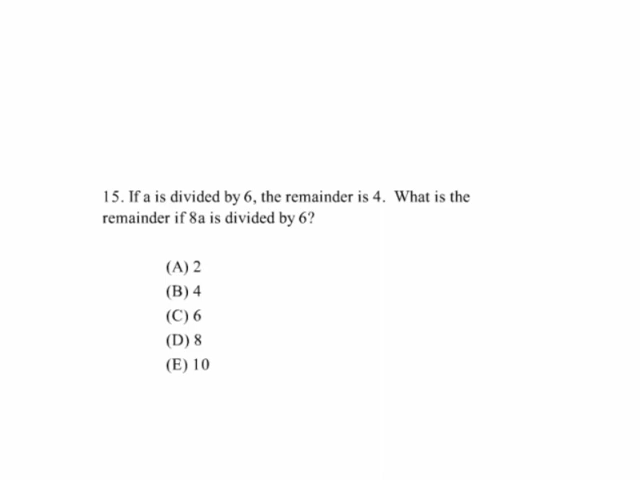 15. If a is divided by 6, the remainder is 4. What is the
remainder if 8a is divided by 6?
(A) 2
(B) 4
(C) 6
(D) 8
(E) 10